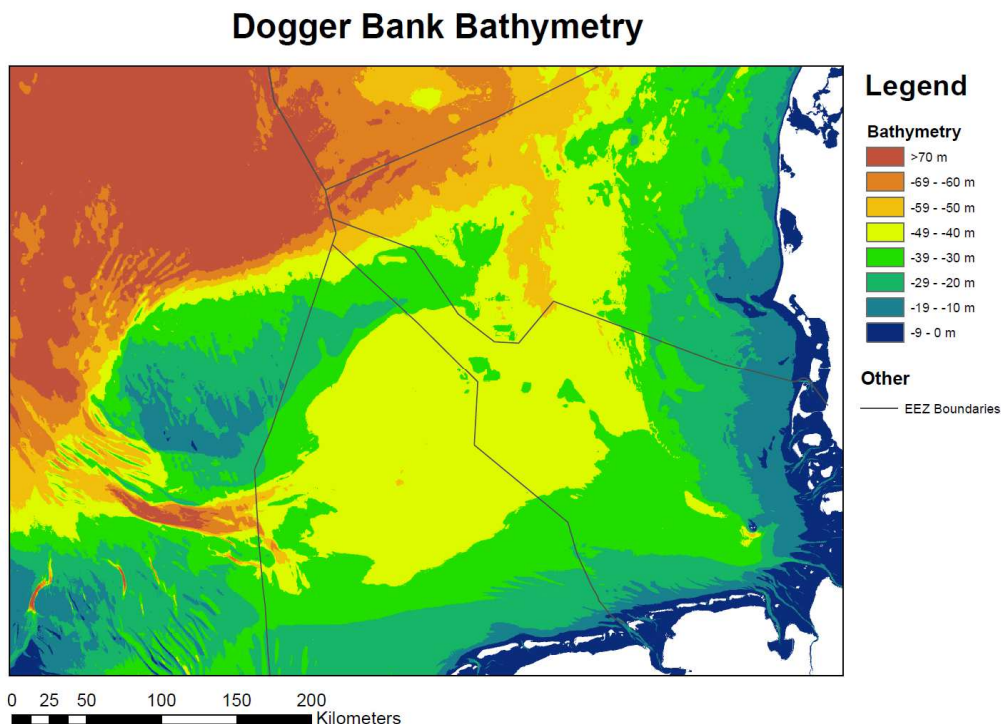 Dogger Bank Bathymetry
Legend
Bathymetry
>70 m
-69 - -60 m
-59 - -50 m
-49 - -40 m
-39 - -30 m
-29 - -20 m
-19 - -10 m
-9 - 0 m
Other
EEZ Boundaries
0 25 50 100 150 200
Kilometers